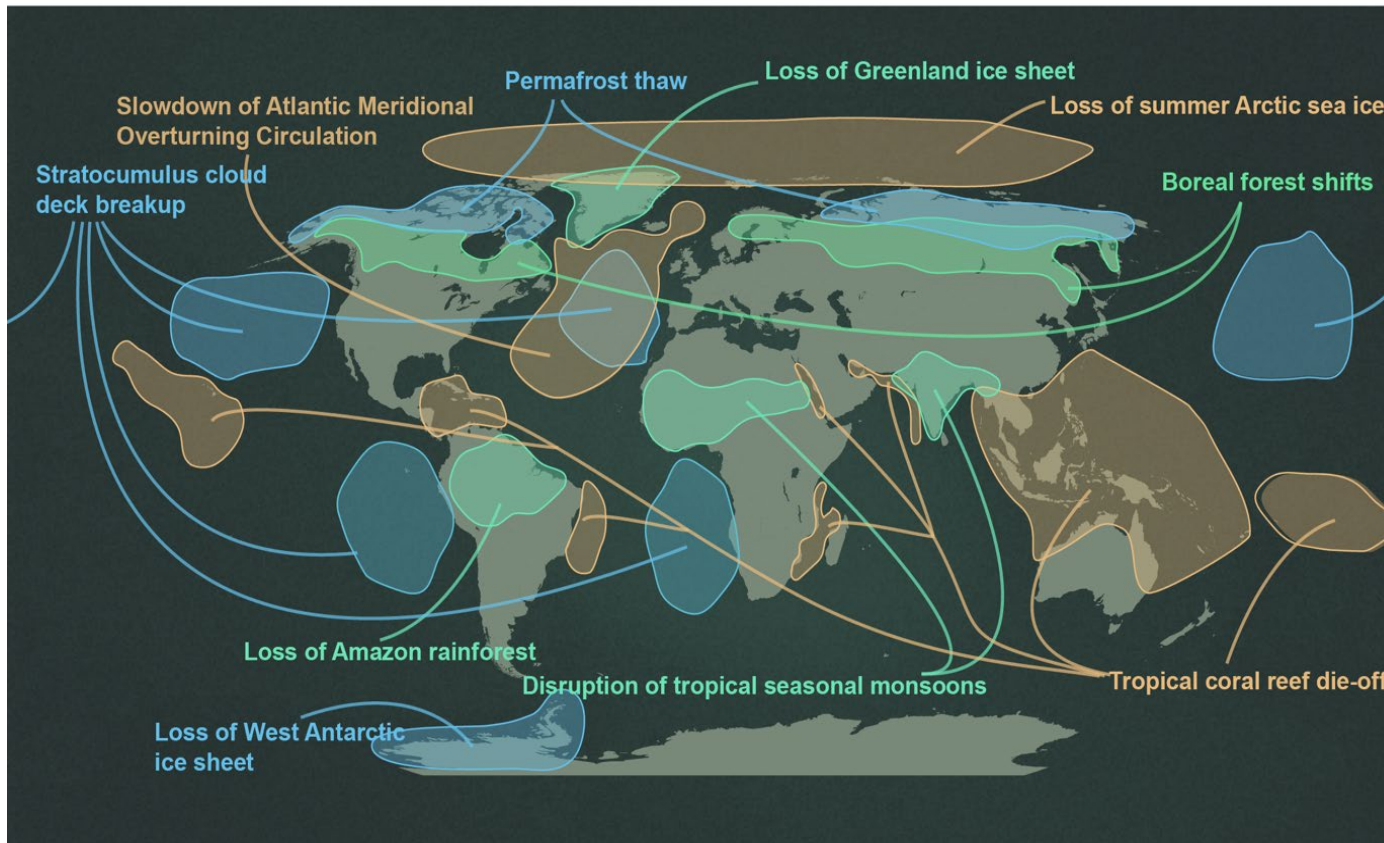 Loss of Greenland ice sheet
Permafrost thaw
Slowdown of Atlantic Meridional
Overturning Circulation
Loss of summer Arctic sea ice
Stratocumulus cloud
deck breakup
Boreal forest shifts
Loss of Amazon rainforest
Disruption of tropical seasonal monsoons
Tropical coral reef die-off
Loss of West Antarctic
ice sheet